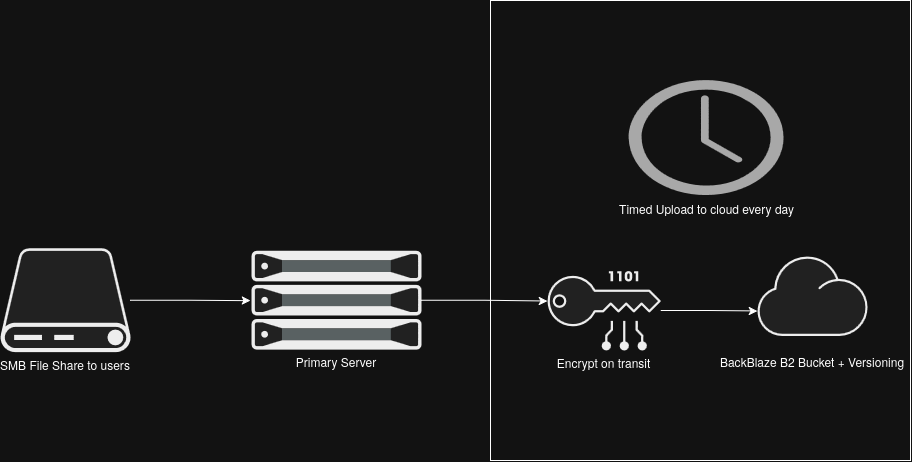 Timed Upload to cloud every day
1101
SMB File Share to users
Primary Server
Encrypt on transit
BackBlaze B2 Bucket + Versioning